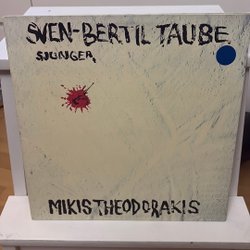 SVEN-BERTIL TAUBE
SJUNGER
MIKIS THEODORAKIS